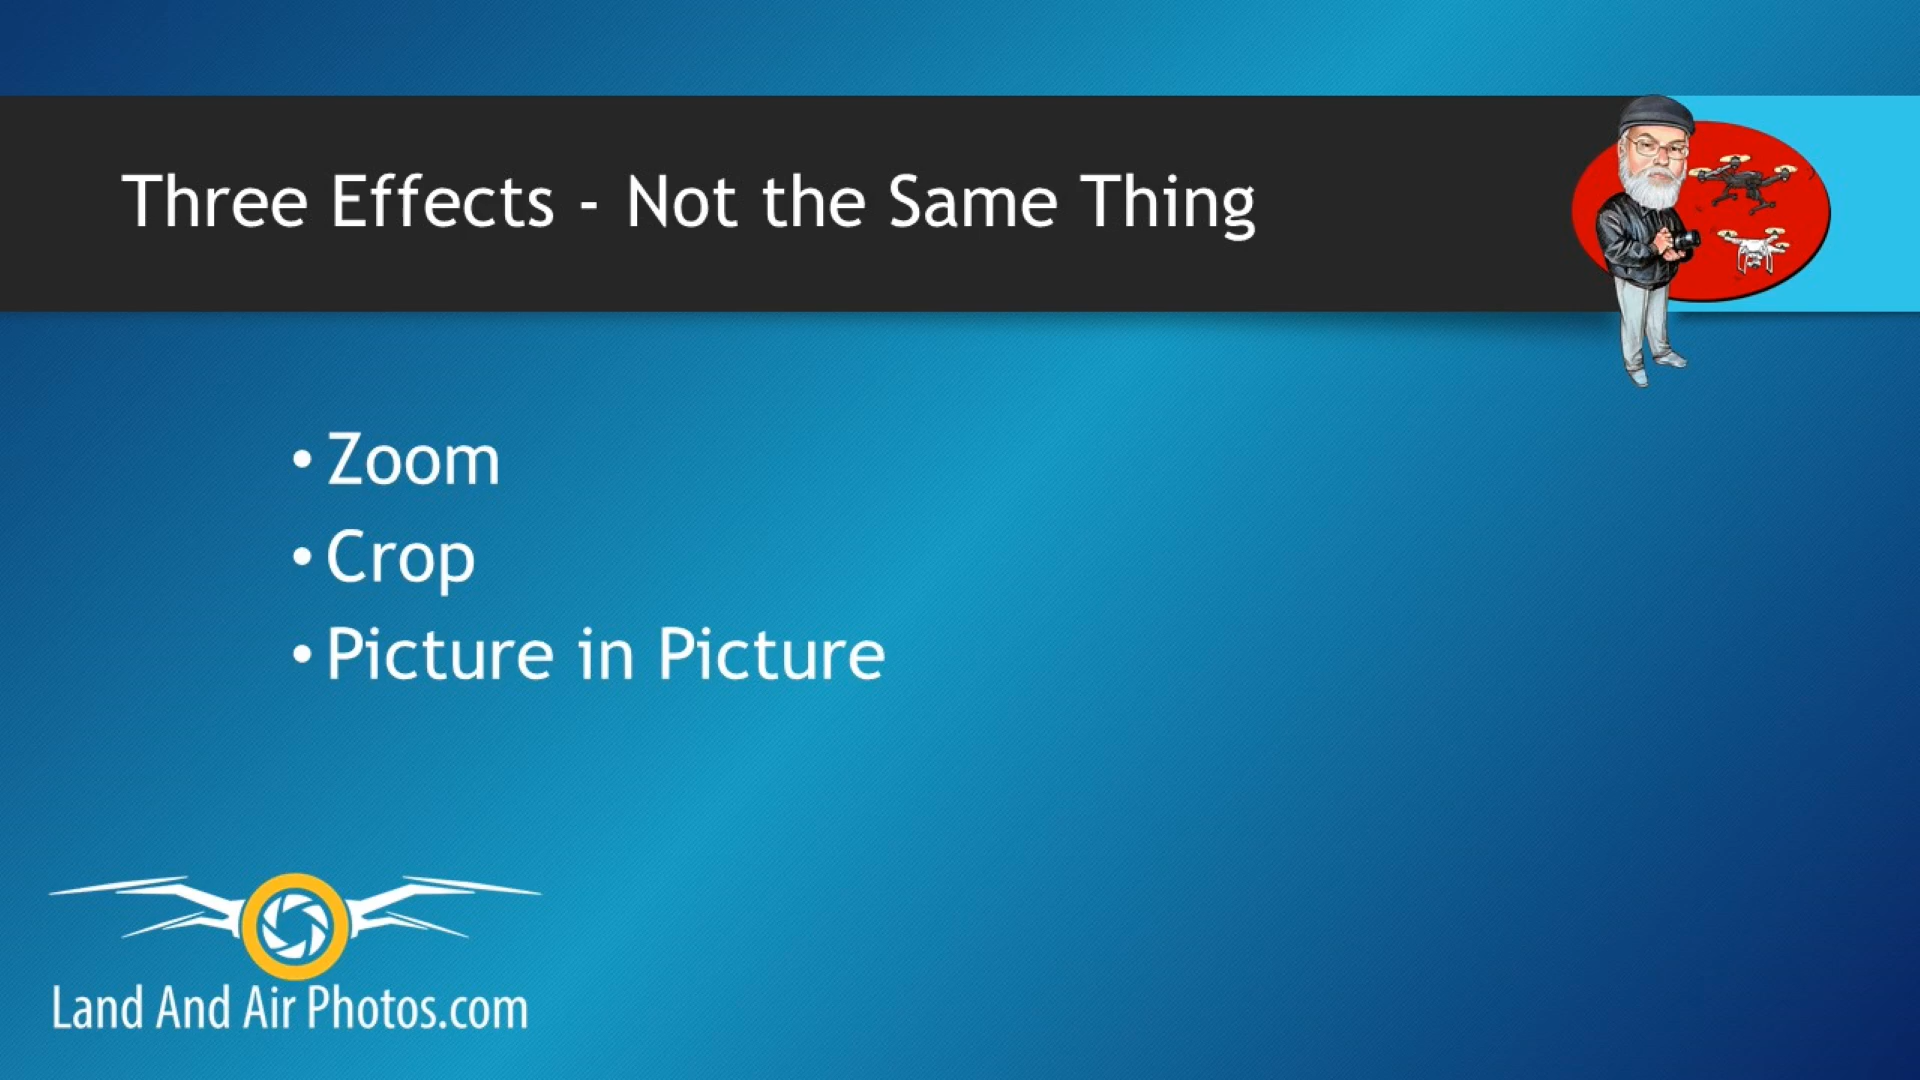 Three Effects - Not the Same Thing
• Zoom
• Crop
• Picture in Picture
Land And Air Photos.com